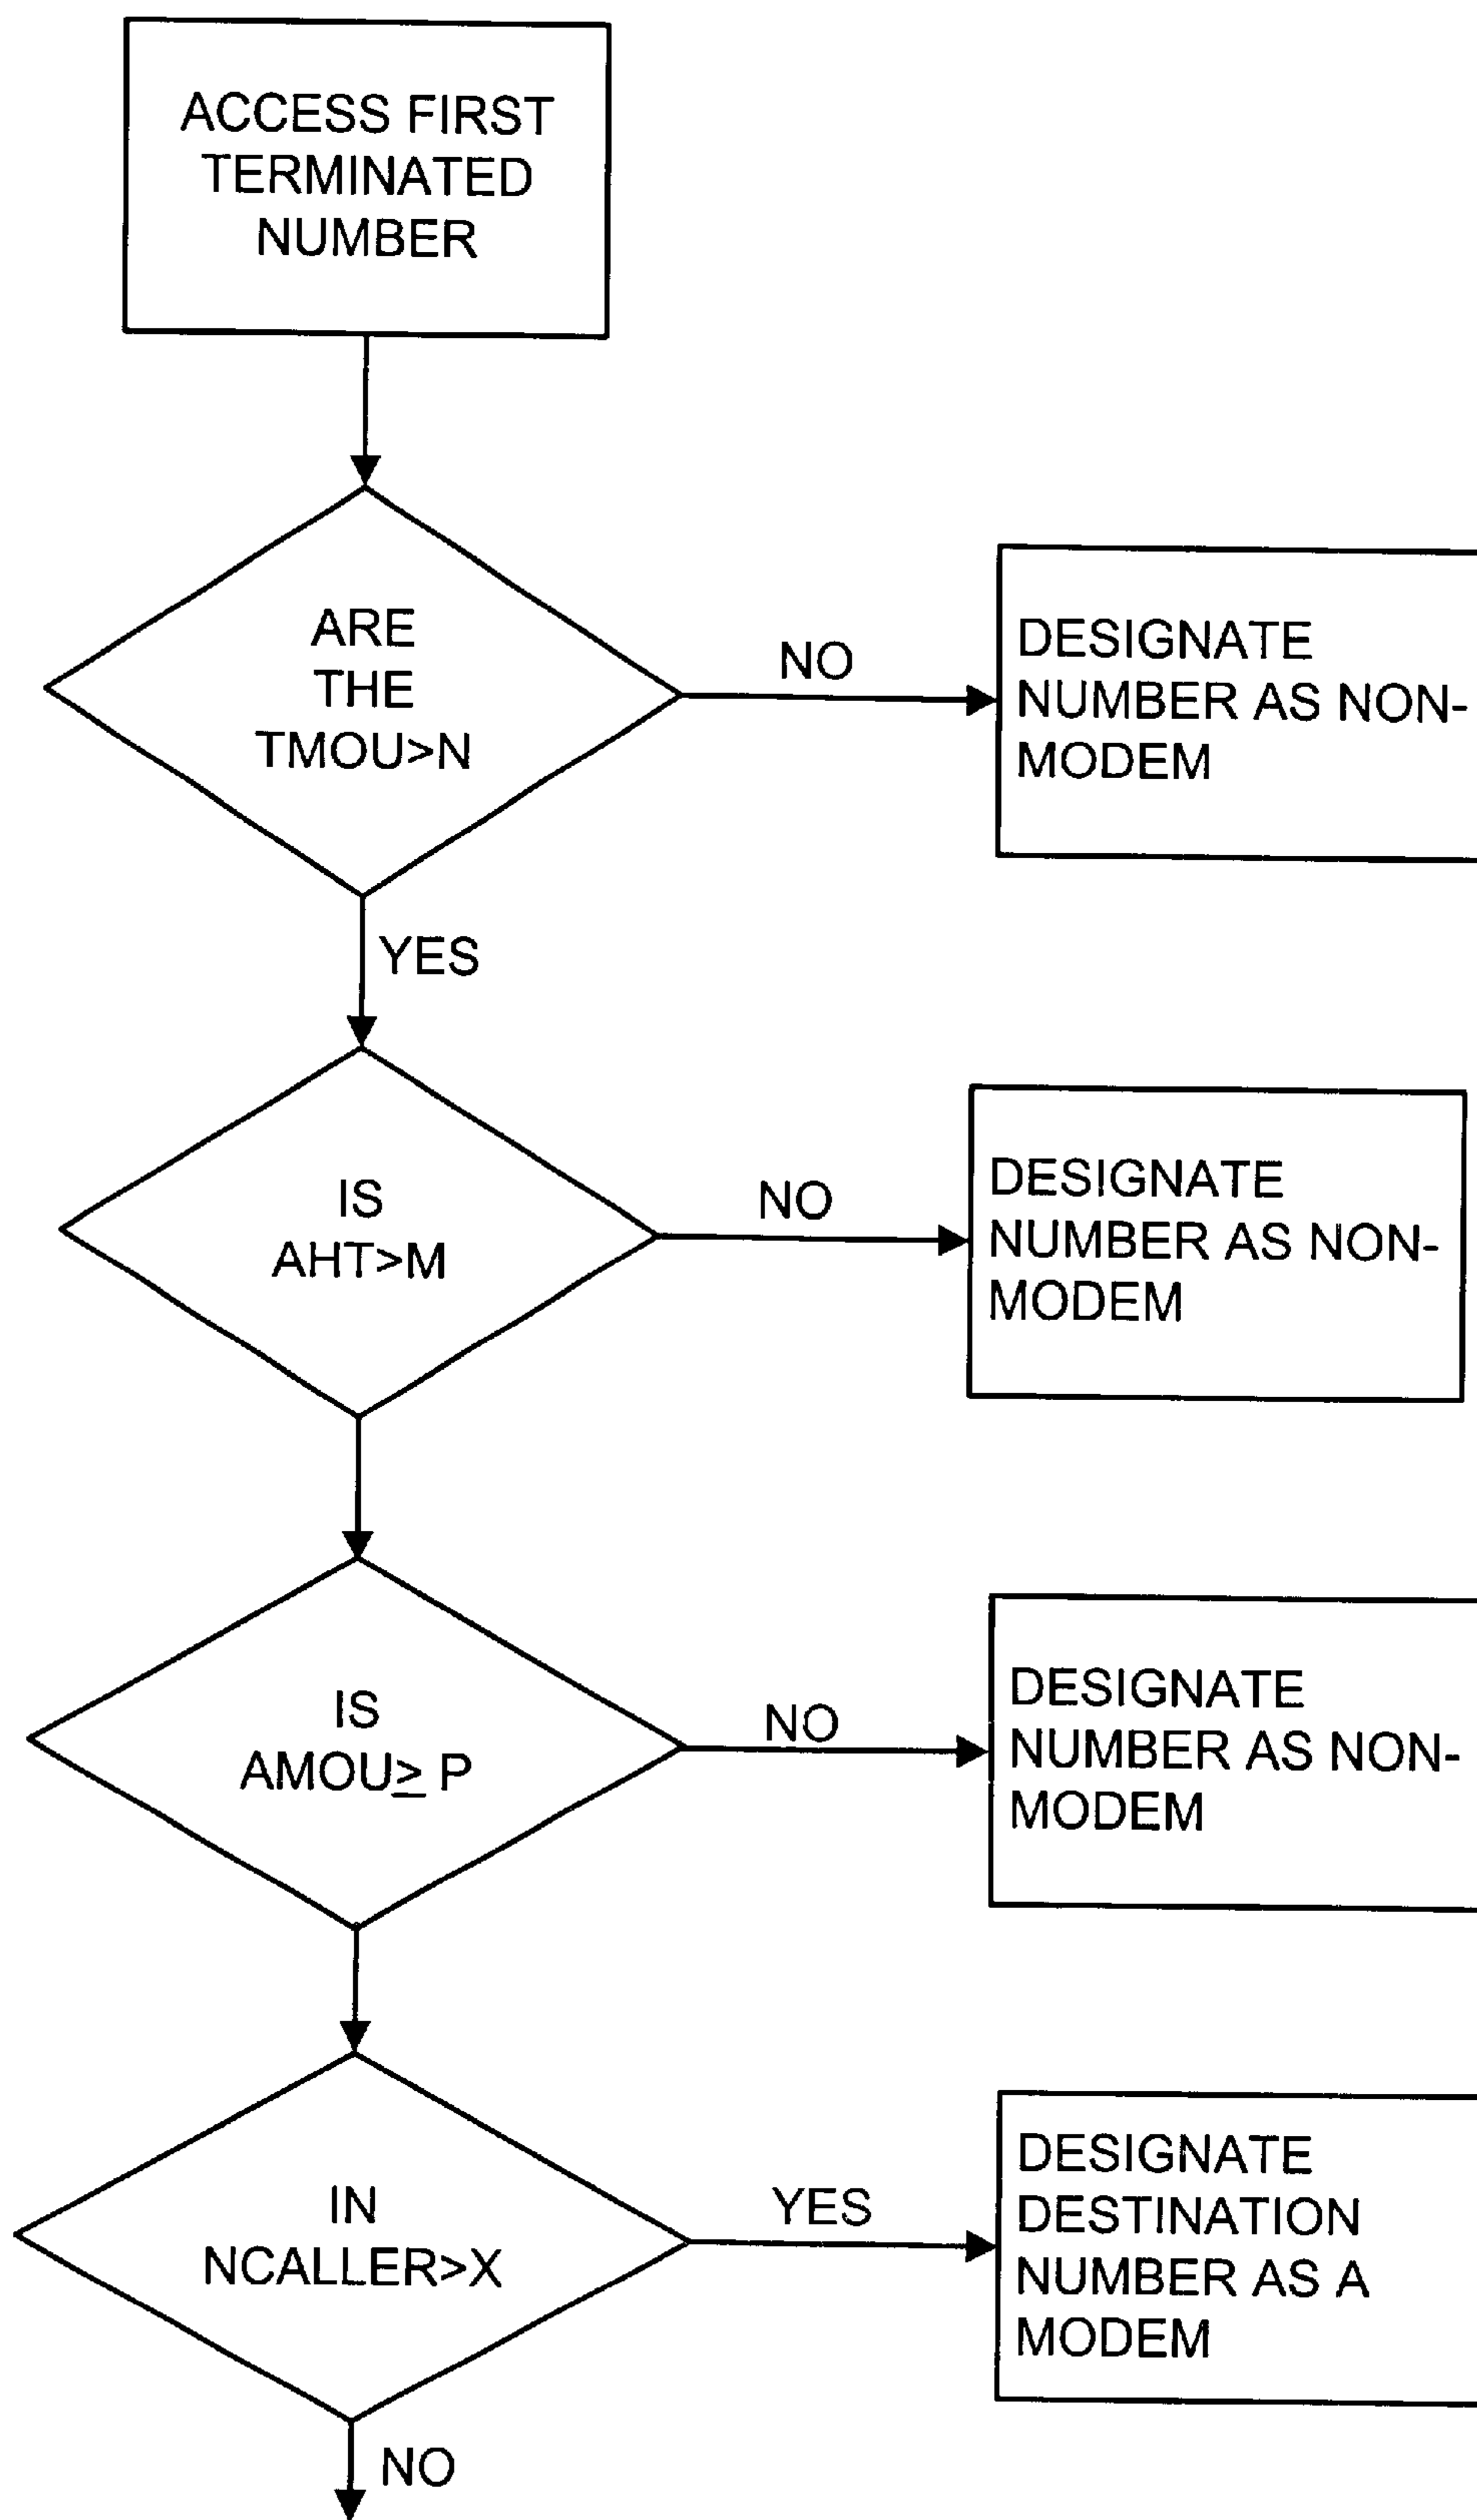 ACCESS FIRST
TERMINATED
NUMBER
ARE
THE
TMOU>N
NO
DESIGNATE
NUMBER AS NON-
MODEM
YES
IS
AHT>M
NO
DESIGNATE
NUMBER AS NON-
MODEM
IS
AMOU≥ P
NO
DESIGNATE
NUMBER AS NON-
MODEM
IN
NCALLER>X
YES
DESIGNATE
DESTINATION
NUMBER AS A
MODEM
NO